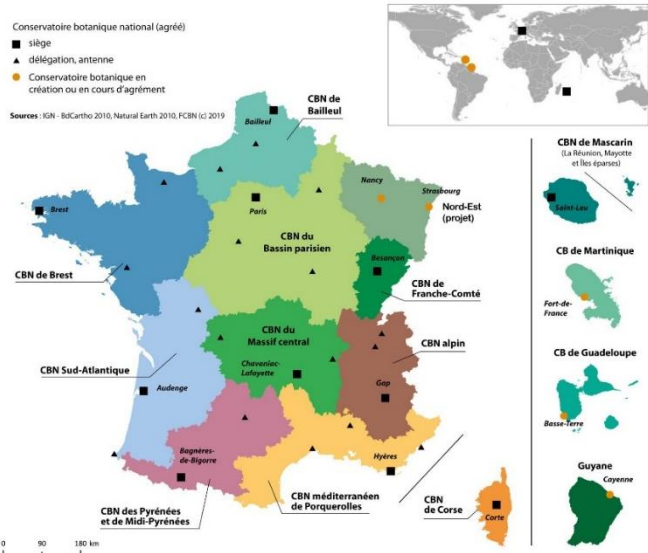 Conservatoire botanique national (agréé)
siège
délégation, antenne
Conservatoire botanique en
création ou en cours d'agrément
Sources : IGN - BdCartho 2010, Natural Earth 2010, FCBN (c) 2019
CBN de
Bailleul
Bailleul
Brest
CBN de Brest
Paris
CBN du
Bassin parisien
Nancy
Strasbourg
Nord-Est
(projet)
Besançon
CBN de
Franche-Comté
CBN du
Massif central
Chavaniac-
Lafayette
CBN alpin
Gap
CBN Sud-Atlantique
Audenge
Bagnères-
de-Bigorre
CBN des Pyrénées
et de Midi-Pyrénées
CBN méditerranéen
de Porquerolles
Hyères
CBN
de Corse
Corte
CBN de Mascarin
(La Réunion, Mayotte
et Îles éparses)
Saint-Leu
CB de Martinique
Fort-de-
France
CB de Guadeloupe
Basse-Terre
Guyane
Cayenne
0 90 180 km